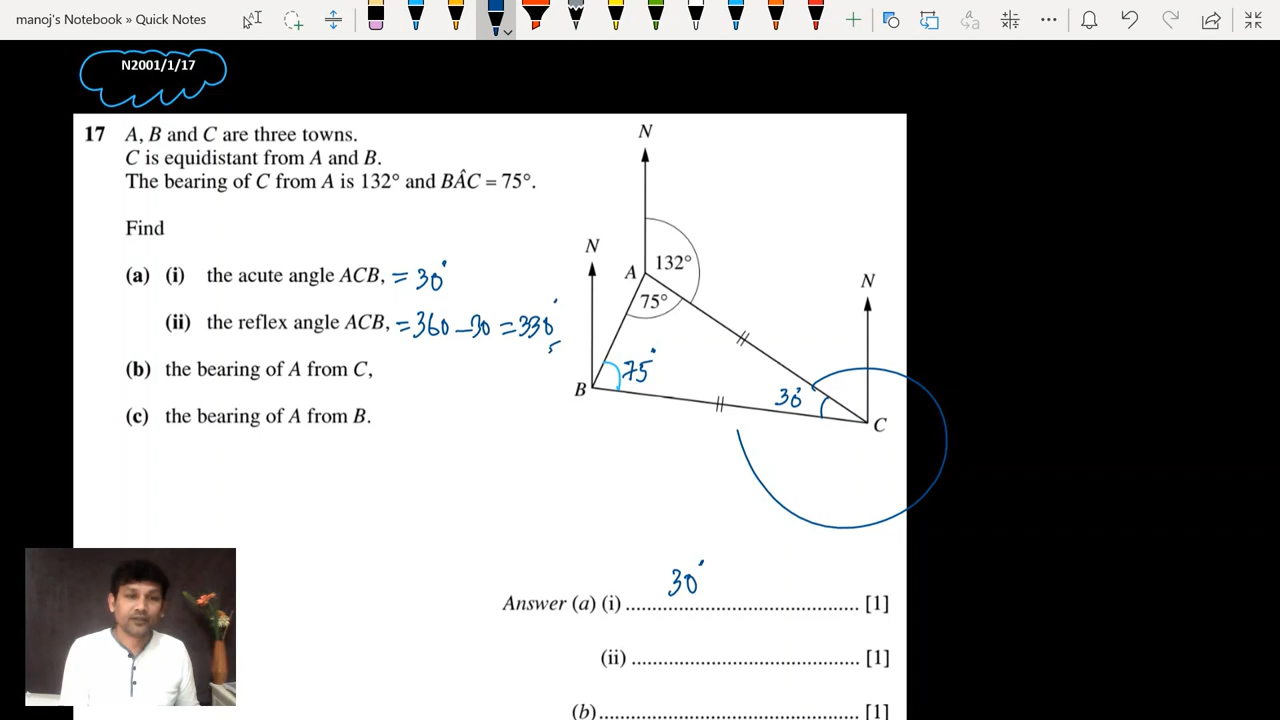 manoj's Notebook » Quick Notes
N2001/1/17
17 A, B and C are three towns.
C is equidistant from A and B.
The bearing of C from A is 132° and BÂC = 75°.
Find
(a) (i) the acute angle ACB, = 30°
(ii) the reflex angle ACB, = 360 - 30 = 330°
(b) the bearing of A from C,
(c) the bearing of A from B.
N
N
A 132°
75°
N
75°
B
30°
C
30°
Answer (a) (i) ............................................ [1]
(ii) ............................................ [1]
(b)................................................. [1]